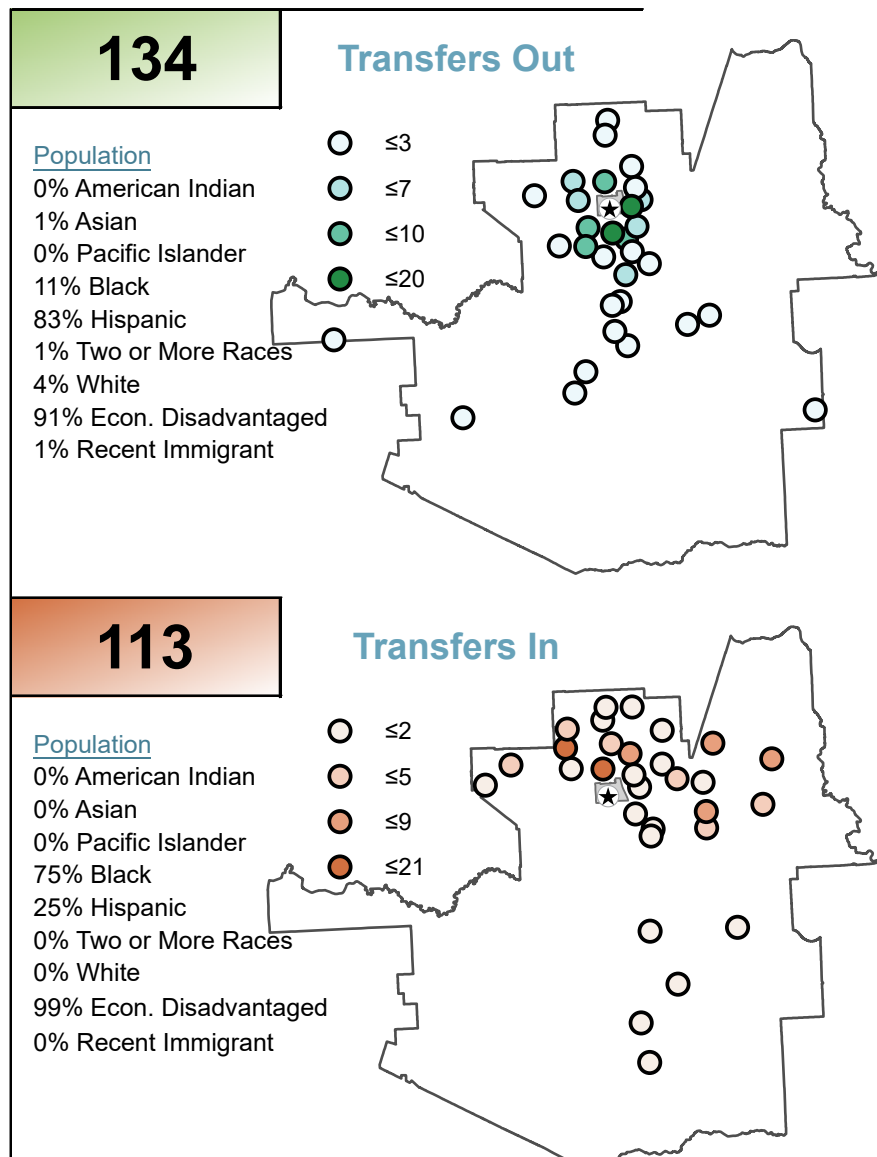 134
Transfers Out
Population
0% American Indian
1% Asian
0% Pacific Islander
11% Black
83% Hispanic
1% Two or More Races
4% White
91% Econ. Disadvantaged
1% Recent Immigrant
≤3
≤7
≤10
≤20
113
Transfers In
Population
0% American Indian
0% Asian
0% Pacific Islander
75% Black
25% Hispanic
0% Two or More Races
0% White
99% Econ. Disadvantaged
0% Recent Immigrant
≤2
≤5
≤9
≤21